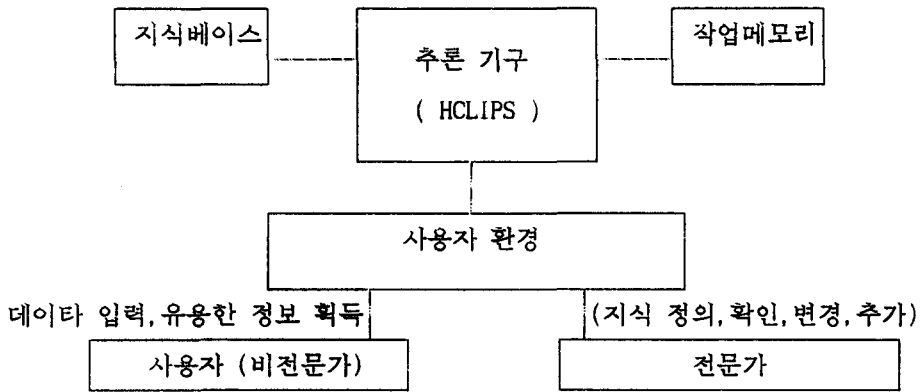 지식베이스
추론 기구
( HCLIPS )
작업메모리
사용자 환경
데이타 입력, 유용한 정보 획득
(지식 정의, 확인, 변경, 추가)
사용자 (비전문가)
전문가